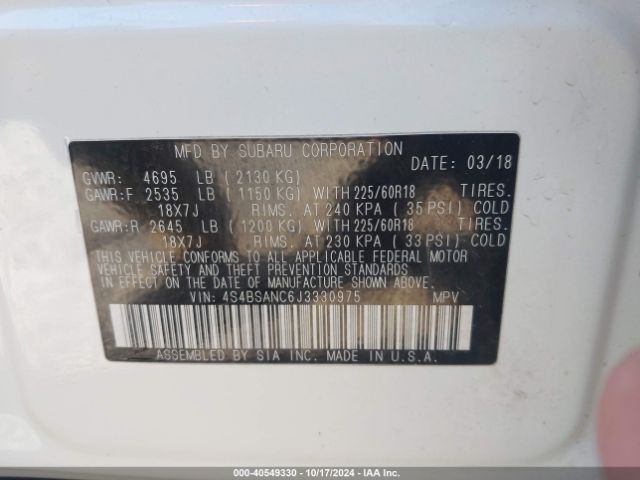 MFD BY SUBARU CORPORATION
DATE: 03/18
GVWR: 4695 LB (2130 KG)
GAWR:F 2535 LB (1150 KG) WITH 225/60R18 TIRES.
18X7J RIMS. AT 240 KPA (35 PSI) COLD
GAWR:R 2645 LB (1200 KG) WITH 225/60R18 TIRES.
18X7J RIMS. AT 230 KPA (33 PSI) COLD
THIS VEHICLE CONFORMS TO ALL APPLICABLE FEDERAL MOTOR
VEHICLE SAFETY AND THEFT PREVENTION STANDARDS
IN EFFECT ON THE DATE OF MANUFACTURE SHOWN ABOVE.
VIN: 4S4BSANC6J3330975 MPV
ASSEMBLED BY SIA INC. MADE IN U.S.A.
000-40549330 - 10/17/2024 - IAA Inc.